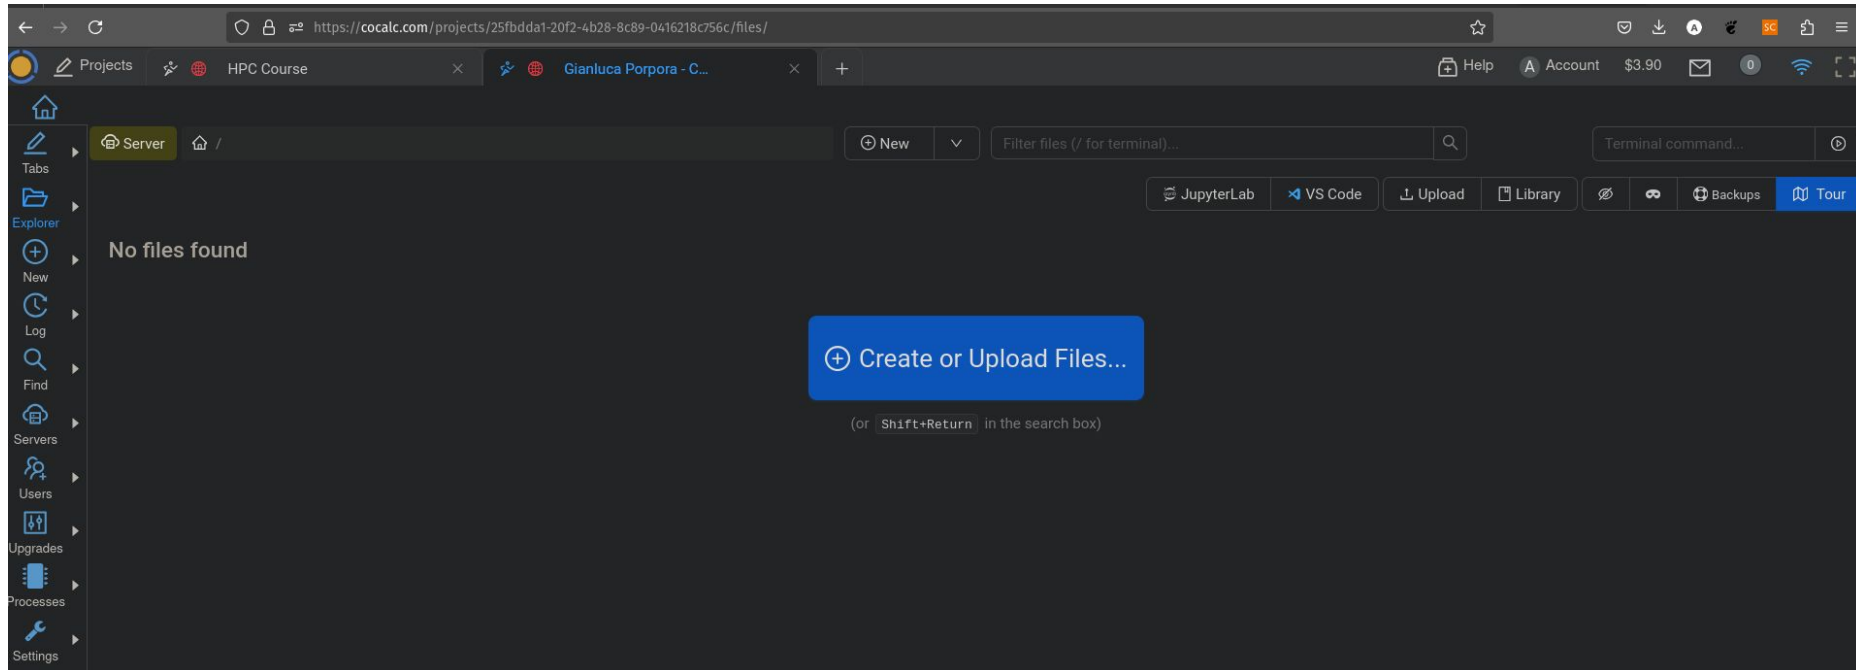 https://cocalc.com/projects/25fbdda1-20f2-4b28-8c89-0416218c756c/files/
A
SC
Projects
HPC Course
Gianluca Porpora - C...
Help
A Account
$3.90
0
Server
/
New
Filter files (/ for terminal)...
Terminal command...
Tabs
JupyterLab
VS Code
Upload
Library
Backups
Tour
Explorer
No files found
New
Log
Create or Upload Files...
Find
(or Shift+Return in the search box)
Servers
Users
Upgrades
Processes
Settings